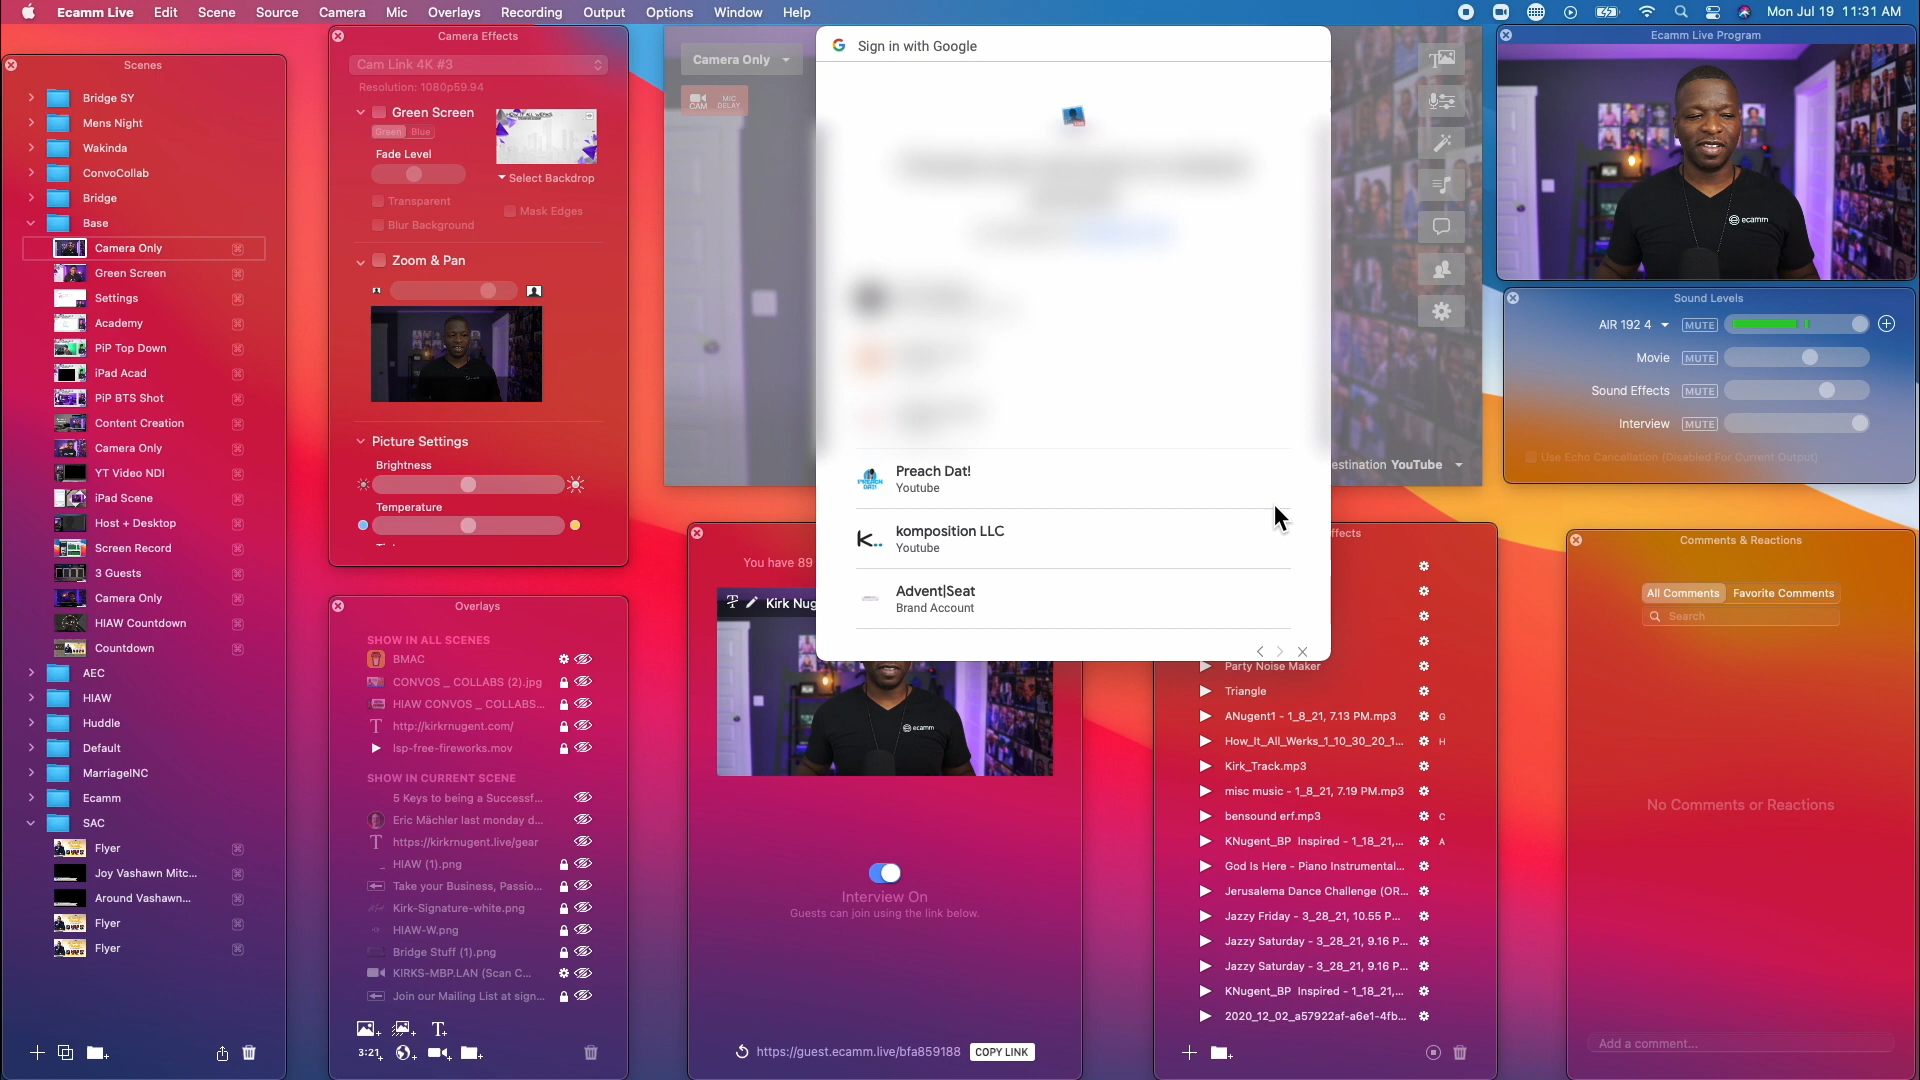 Ecamm Live Edit Scene Source Camera Mic Overlays Recording Output Options Window Help
Mon Jul 19 11:31 AM
Scenes
Bridge SY
Mens Night
Wakinda
ConvoCollab
Bridge
Base
Camera Only
Green Screen
Settings
Academy
PiP Top Down
iPad Acad
PiP BTS Shot
Content Creation
Camera Only
YT Video NDI
iPad Scene
Host + Desktop
Screen Record
3 Guests
Camera Only
HIAW Countdown
Countdown
AEC
HIAW
Huddle
Default
MarriageINC
Ecamm
SAC
Flyer
Joy Vashawn Mitc...
Around Vashawn...
Flyer
Flyer
Camera Effects
Cam Link 4K #3
Resolution: 1080p59.94
Green Screen
Green Blue
Fade Level
Select Backdrop
Transparent
Mask Edges
Blur Background
Zoom & Pan
Picture Settings
Brightness
Temperature
Overlays
SHOW IN ALL SCENES
BMAC
CONVOS _ COLLABS (2).jpg
HIAW CONVOS _ COLLABS...
http://kirkrnugent.com/
lsp-free-fireworks.mov
SHOW IN CURRENT SCENE
5 Keys to being a Successf...
Eric Mächler last monday d...
https://kirkrnugent.live/gear
HIAW (1).png
Take your Business, Passio...
Kirk-Signature-white.png
HIAW-W.png
Bridge Stuff (1).png
KIRKS-MBP.LAN (Scan C...
Join our Mailing List at sign...
3:21
Camera Only
CAM
MIC DELAY
Sign in with Google
Preach Dat!
Youtube
komposition LLC
Youtube
Advent|Seat
Brand Account
estination YouTube
You have 89
Kirk Nug
ecamm
Interview On
Guests can join using the link below.
https://guest.ecamm.live/bfa859188 COPY LINK
ffects
Party Noise Maker
Triangle
ANugent1 - 1_8_21, 7.13 PM.mp3 G
How_It_All_Werks_1_10_30_20_1... H
Kirk_Track.mp3
misc music - 1_8_21, 7.19 PM.mp3
bensound erf.mp3 C
KNugent_BP Inspired - 1_18_21,... A
God Is Here - Piano Instrumental...
Jerusalema Dance Challenge (OR...
Jazzy Friday - 3_28_21, 10.55 P...
Jazzy Saturday - 3_28_21, 9.16 P...
Jazzy Saturday - 3_28_21, 9.16 P...
KNugent_BP Inspired - 1_18_21,...
2020_12_02_a57922af-a6e1-4fb...
Ecamm Live Program
ecamm
Sound Levels
AIR 192 4 MUTE
Movie MUTE
Sound Effects MUTE
Interview MUTE
Use Echo Cancellation (Disabled For Current Output)
Comments & Reactions
All Comments Favorite Comments
Search
No Comments or Reactions
Add a comment...